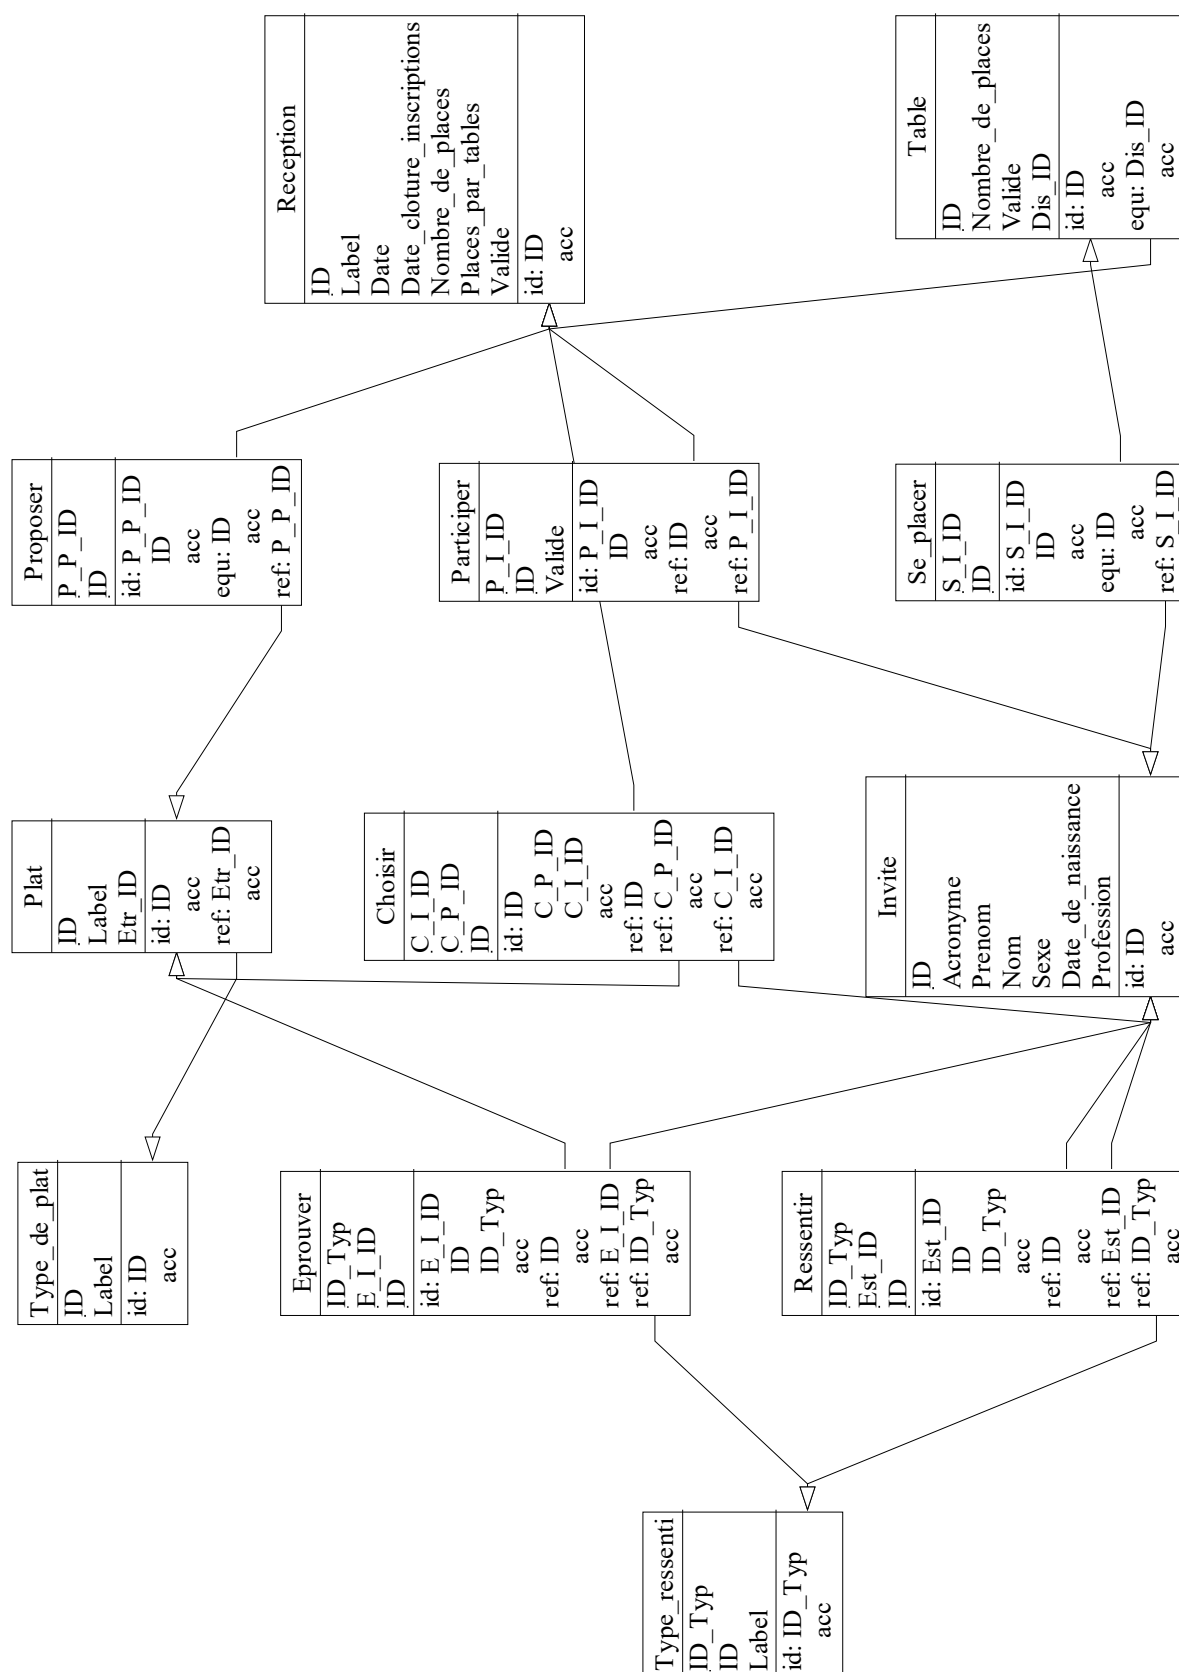 Type_ressenti
ID_Typ
ID
Label
id: ID_Typ
acc
Type_de_plat
ID
Label
id: ID
acc
Eprouver
ID_Typ
E_I_ID
ID
id: E_I_ID
ID
ID_Typ
acc
ref: ID
acc
ref: E_I_ID
ref: ID_Typ
acc
Ressentir
ID_Typ
Est_ID
ID
id: Est_ID
ID
ID_Typ
acc
ref: ID
acc
ref: Est_ID
ref: ID_Typ
acc
Plat
ID
Label
Etr_ID
id: ID
acc
ref: Etr_ID
acc
Choisir
C_I_ID
C_P_ID
ID
id: ID
C_P_ID
C_I_ID
acc
ref: ID
ref: C_P_ID
acc
ref: C_I_ID
acc
Invite
ID
Acronyme
Prenom
Nom
Sexe
Date_de_naissance
Profession
id: ID
acc
Proposer
P_P_ID
ID
id: P_P_ID
ID
acc
equ: ID
acc
ref: P_P_ID
Participer
P_I_ID
ID
Valide
id: P_I_ID
ID
acc
ref: ID
acc
ref: P_I_ID
Se_placer
S_I_ID
ID
id: S_I_ID
ID
acc
equ: ID
acc
ref: S_I_ID
Reception
ID
Label
Date
Date_cloture_inscriptions
Nombre_de_places
Places_par_tables
Valide
id: ID
acc
Table
ID
Nombre_de_places
Valide
Dis_ID
id: ID
acc
equ: Dis_ID
acc